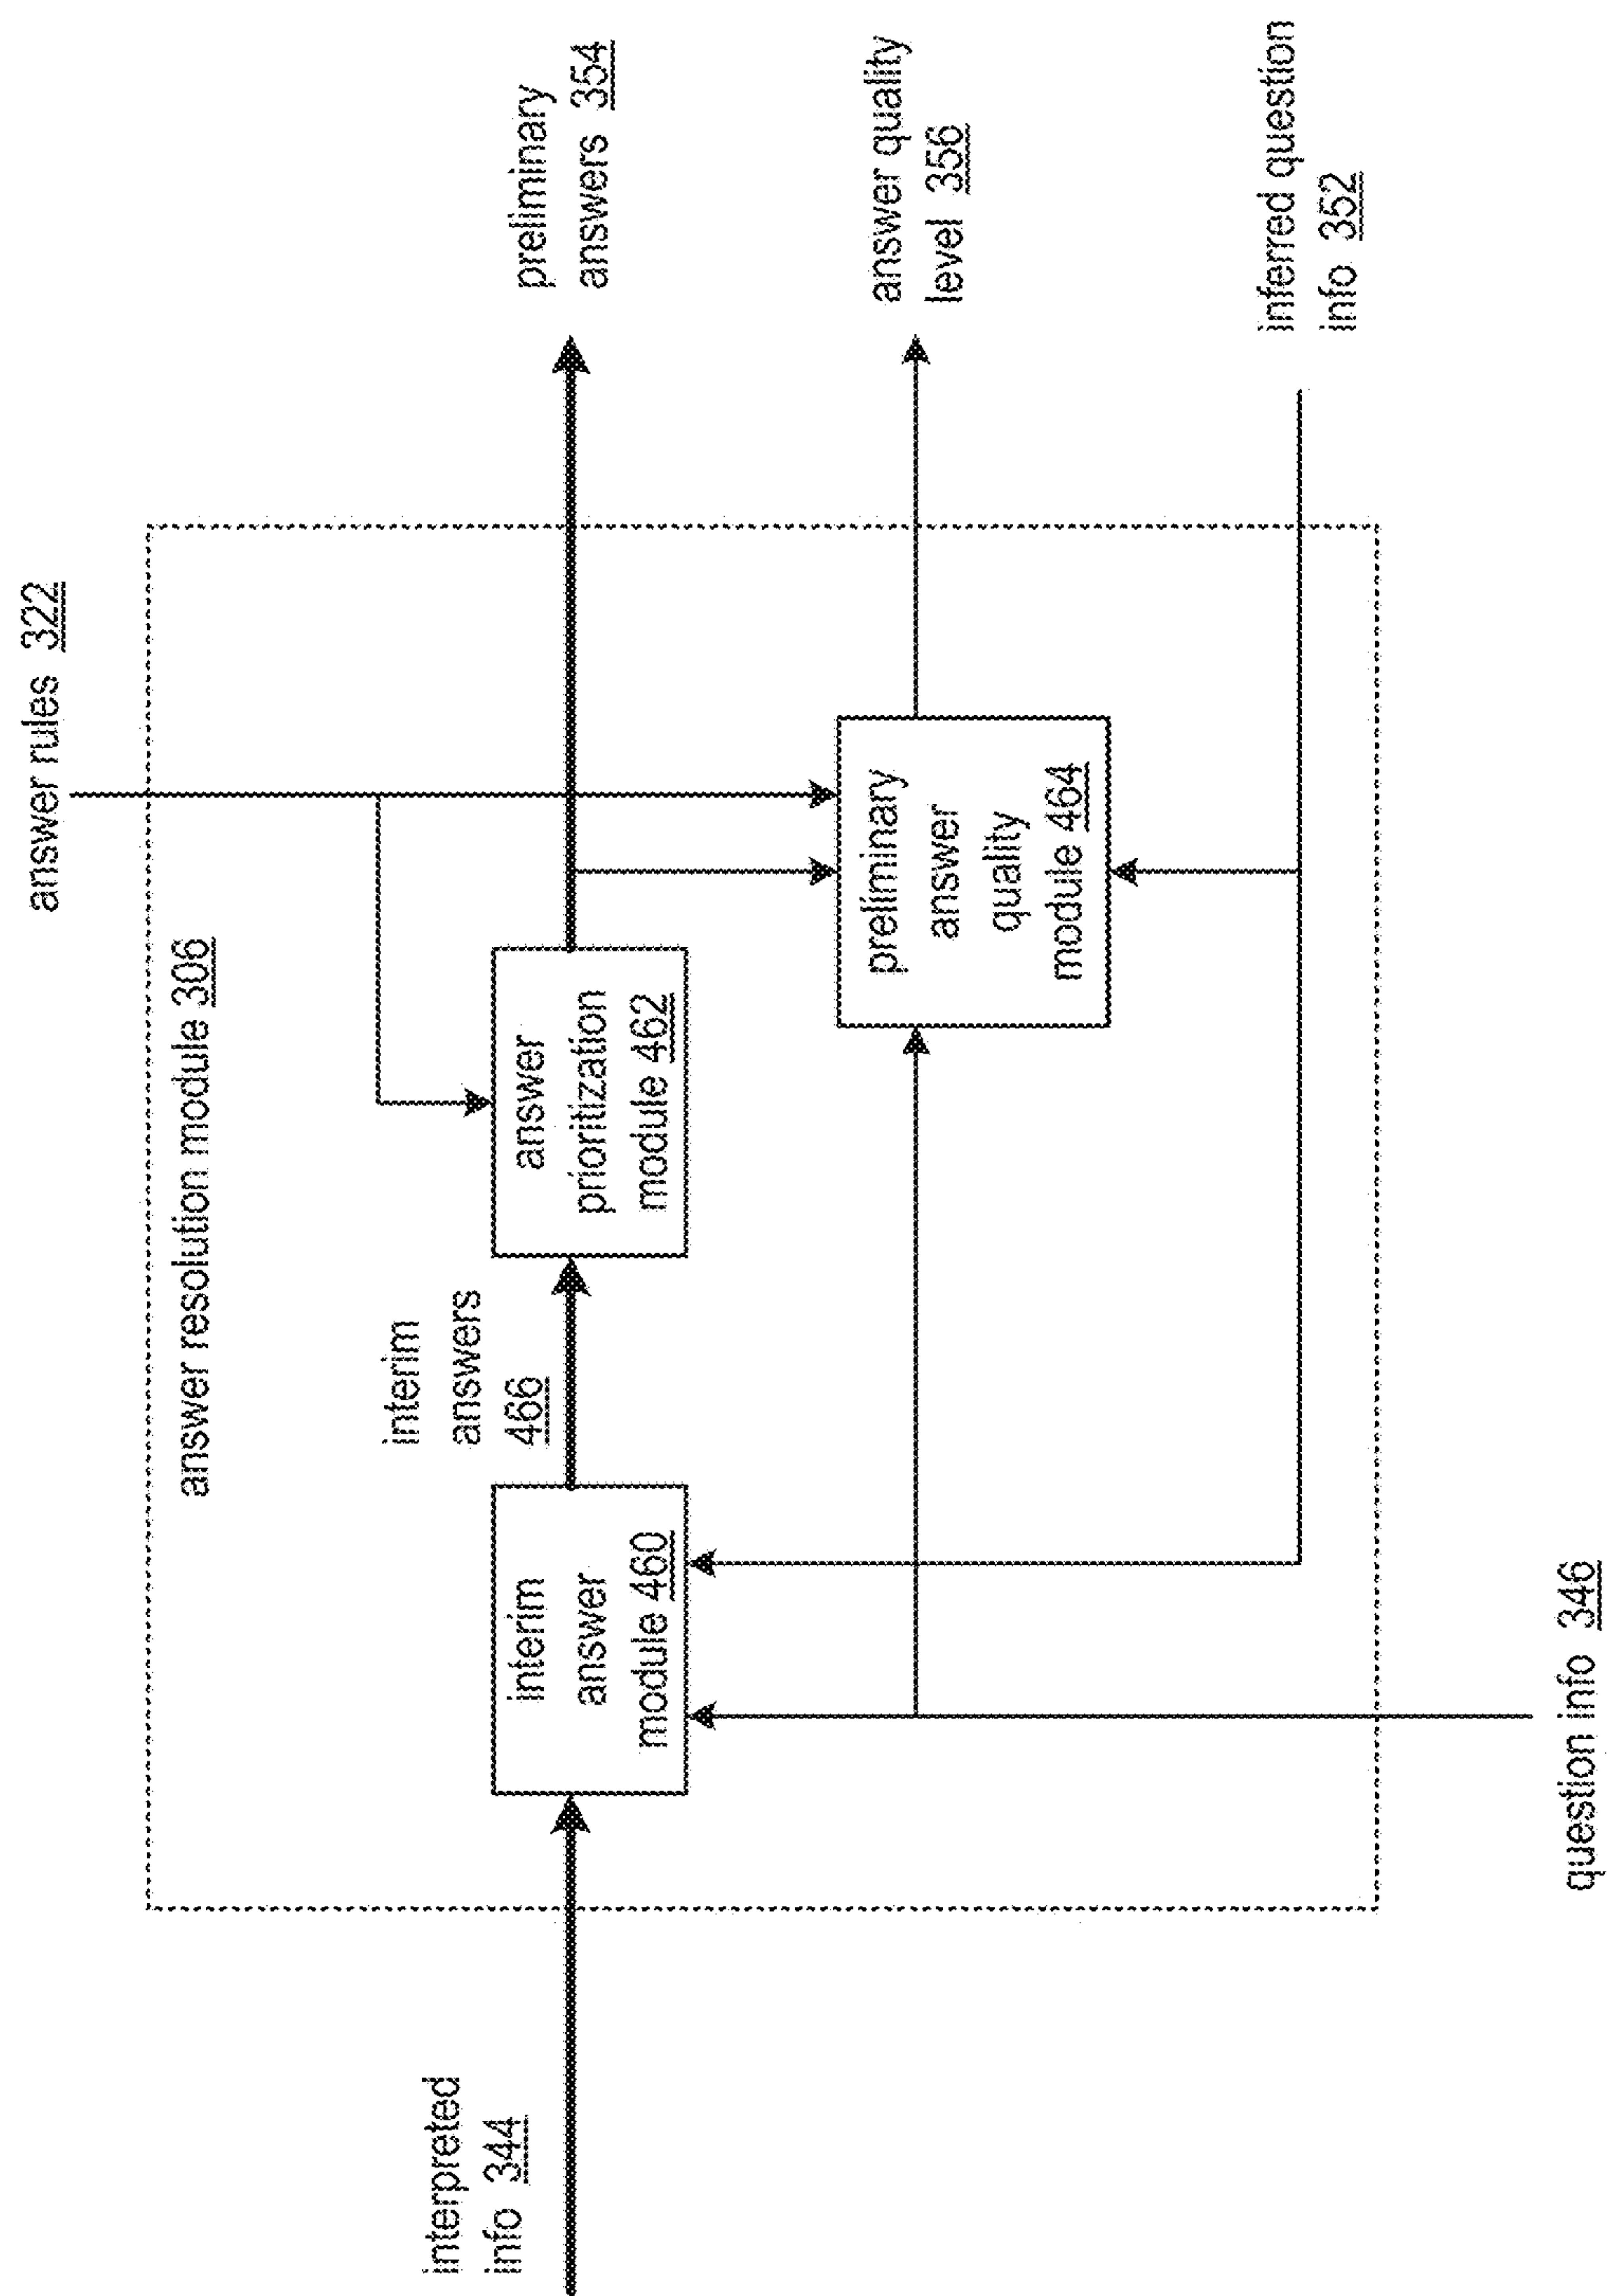 answer rules 322
answer resolution module 306
interpreted
info 344
interim
answer
module 460
interim
answers
466
answer
prioritization
module 462
preliminary
answers 354
preliminary
answer
quality
module 464
answer quality
level 356
inferred question
info 352
question info 346